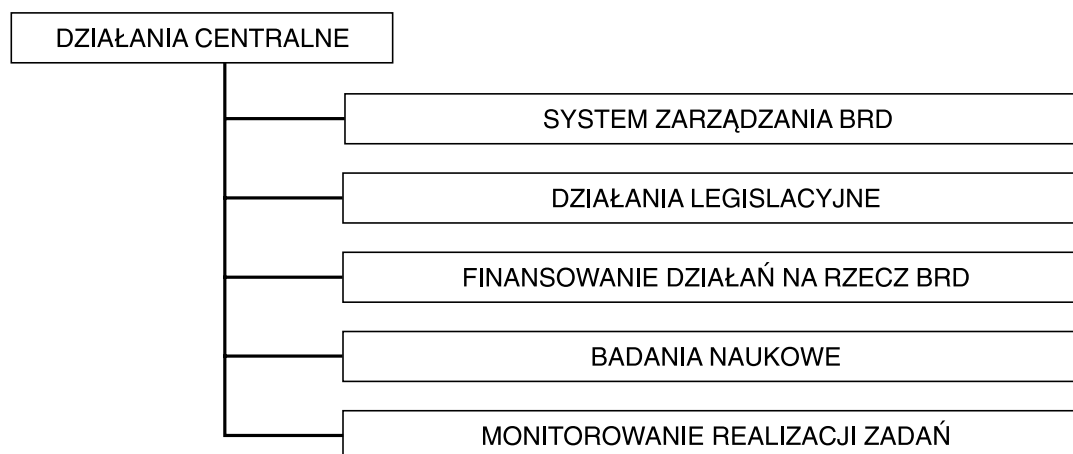 DZIAŁANIA CENTRALNE
SYSTEM ZARZĄDZANIA BRD
DZIAŁANIA LEGISLACYJNE
FINANSOWANIE DZIAŁAŃ NA RZECZ BRD
BADANIA NAUKOWE
MONITOROWANIE REALIZACJI ZADAŃ